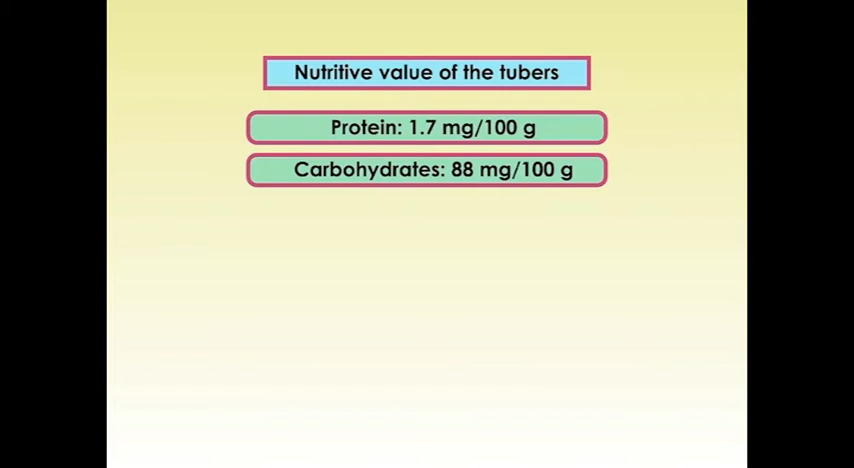 Nutritive value of the tubers
Protein: 1.7 mg/100 g
Carbohydrates: 88 mg/100 g